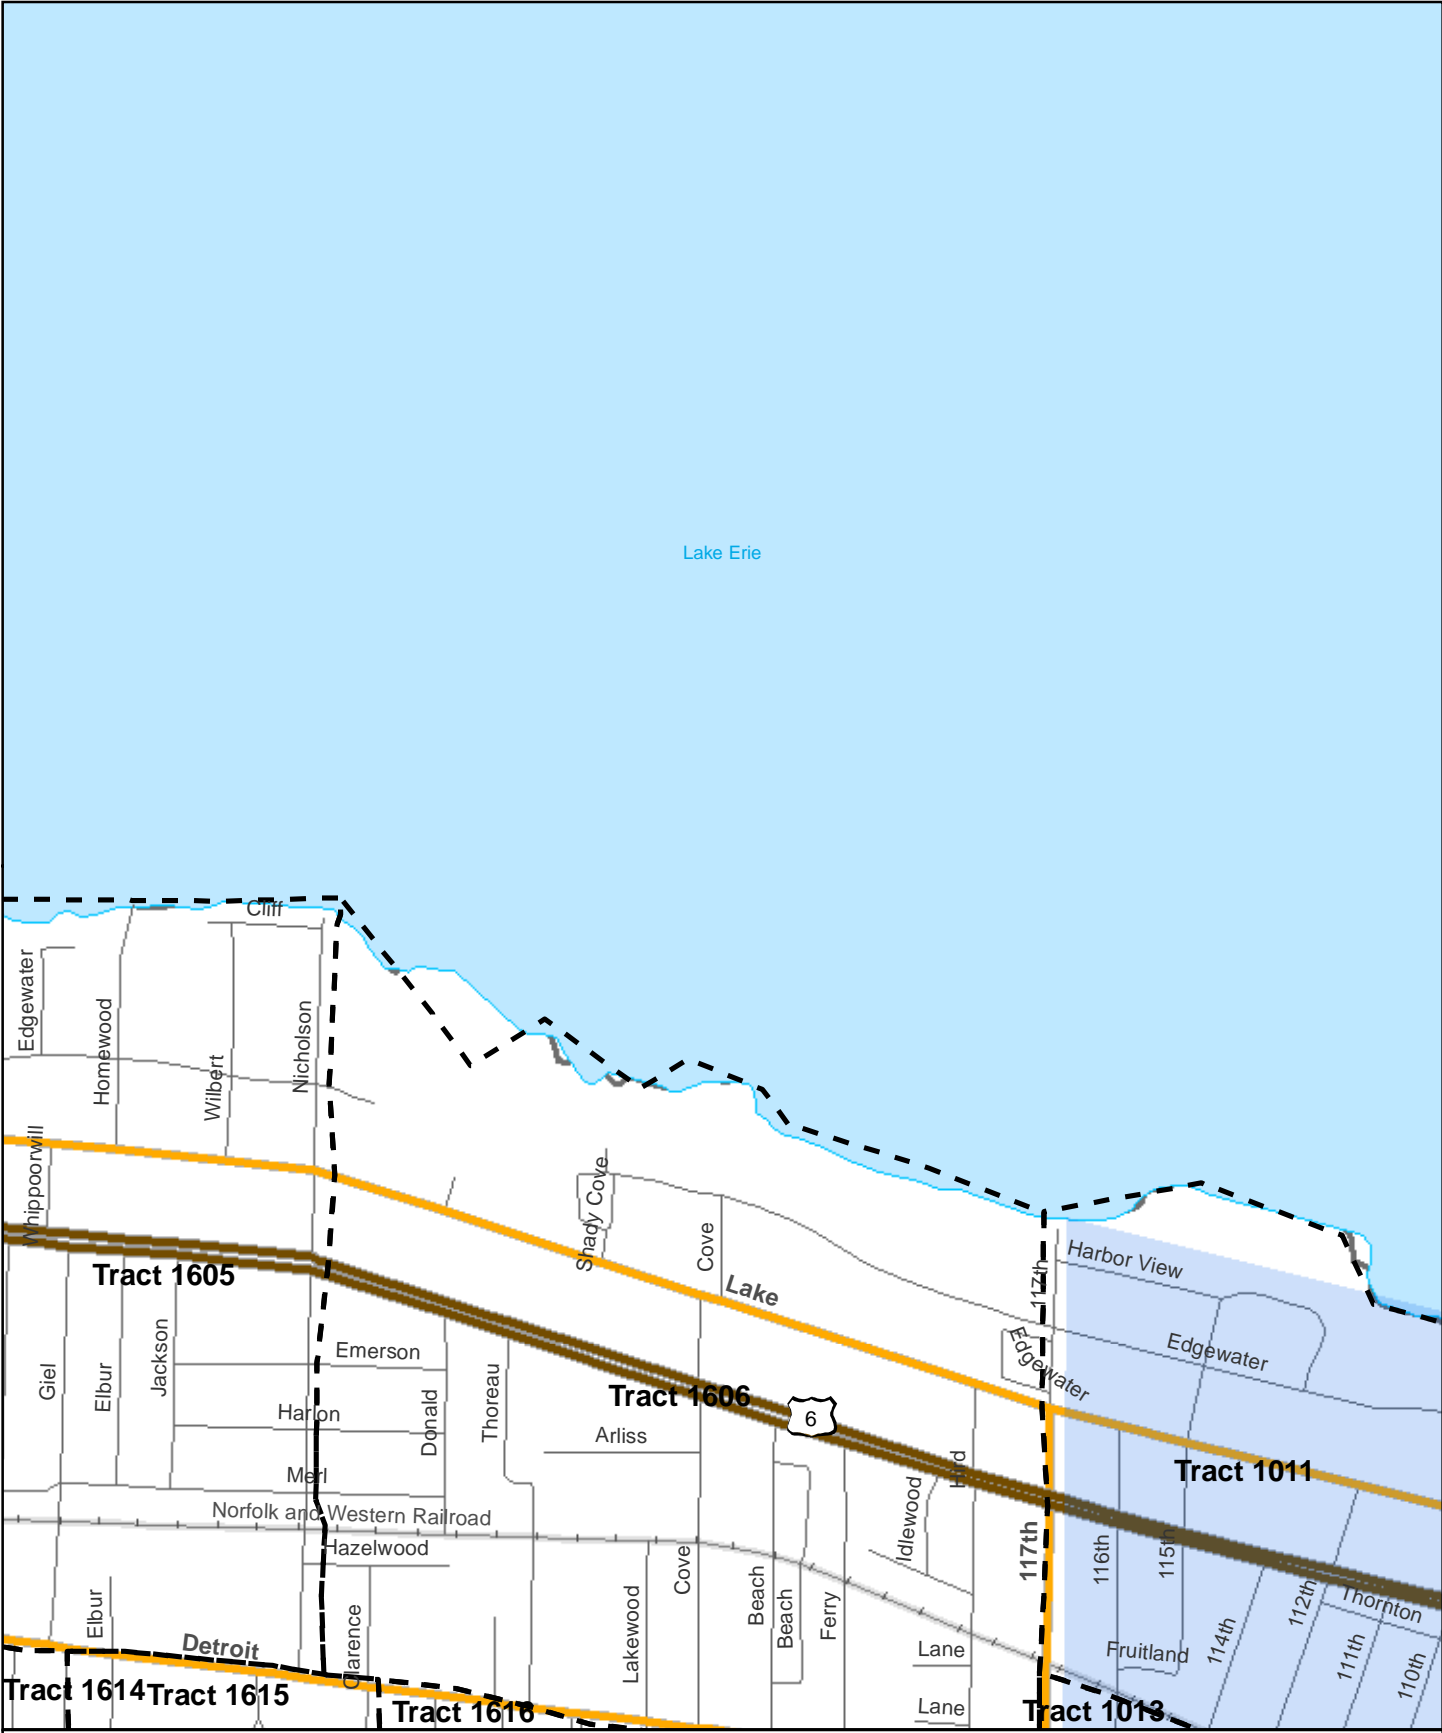 Lake Erie
Cliff
Edgewater
Homewood
Wilbert
Nicholson
Whippoorwill
Shady Cove
Cove
Lake
117th
Harbor View
Edgewater
Edgewater
Tract 1605
Giel
Elbur
Jackson
Emerson
Harlon
Donald
Thoreau
Merl
Tract 1606
6
Arliss
Hird
Idlewood
Tract 1011
Norfolk and Western Railroad
Hazelwood
Elbur
Detroit
Clarence
Lakewood
Cove
Beach
Beach
Ferry
Lane
Lane
117th
116th
115th
114th
112th
111th
110th
Thornton
Fruitland
Tract 1614
Tract 1615
Tract 1616
Tract 1013